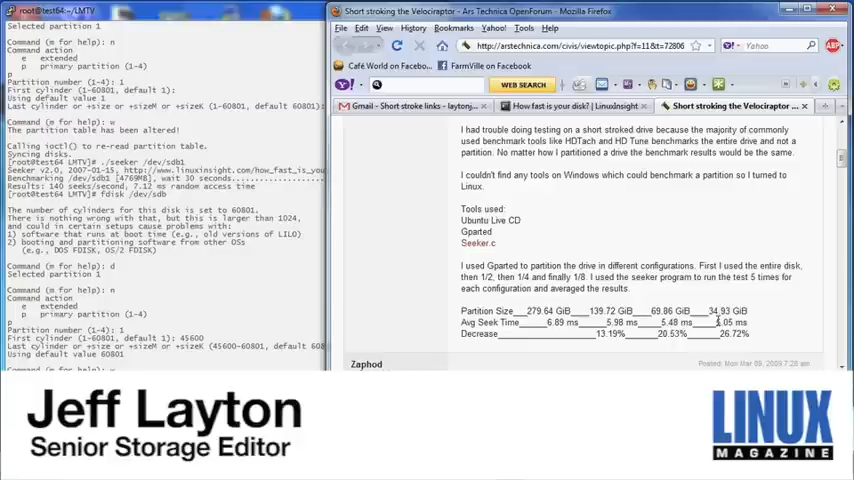 root@test64:~/LMTV
Selected partition 1
Command (m for help): n
Command action
e extended
p primary partition (1-4)
p
Partition number (1-4): 1
First cylinder (1-60801, default 1):
Using default value 1
Last cylinder or +size or +sizeM or +sizeK (1-60801, default 60801):
Command (m for help): w
The partition table has been altered!
Calling ioctl() to re-read partition table.
Syncing disks.
[root@test64 LMTV]# ./seeker /dev/sdb1
Seeker v2.0, 2007-01-15, http://www.linuxinsight.com/how_fast_is_you
Benchmarking /dev/sdb1 [4769MB], wait 30 seconds
Results: 140 seeks/second, 7.12 ms random access time
[root@test64 LMTV]# fdisk /dev/sdb
The number of cylinders for this disk is set to 60801.
There is nothing wrong with that, but this is larger than 1024,
and could in certain setups cause problems with:
1) software that runs at boot time (e.g., old versions of LILO)
2) booting and partitioning software from other OSs
(e.g., DOS FDISK, OS/2 FDISK)
Command (m for help): d
Selected partition 1
Command (m for help): n
Command action
e extended
p primary partition (1-4)
p
Partition number (1-4): 1
First cylinder (1-60801, default 1): 45600
Last cylinder or +size or +sizeM or +sizeK (45600-60801, default 608
Using default value 60801
Short stroking the Velociraptor - Ars Technica OpenForum - Mozilla Firefox
File Edit View History Bookmarks Yahoo! Tools Help
http://arstechnica.com/civis/viewtopic.php?f=11&t=72806
Yahoo
ABP
Café World on Facebo... FarmVille on Facebook
Y! WEB SEARCH
Gmail - Short stroke links - laytonj... How fast is your disk? | LinuxInsight Short stroking the Velociraptor ...
I had trouble doing testing on a short stroked drive because the majority of commonly
used benchmark tools like HDTach and HD Tune benchmarks the entire drive and not a
partition. No matter how I partitioned a drive the benchmark results would be the same.
I couldn't find any tools on Windows which could benchmark a partition so I turned to
Linux.
Tools used:
Ubuntu Live CD
Gparted
Seeker.c
I used Gparted to partition the drive in different configurations. First I used the entire disk,
then 1/2, then 1/4 and finally 1/8. I used the seeker program to run the test 5 times for
each configuration and averaged the results.
Partition Size___279.64 GiB____139.72 GiB____69.86 GiB____34.93 GiB
Avg Seek Time______6.89 ms______5.98 ms_____5.48 ms_____5.05 ms
Decrease____________________13.19%______20.53%______26.72%
Zaphod
Posted: Mon Mar 09, 2009 7:28 am
Jeff Layton
Senior Storage Editor
LINUX
MAGAZINE